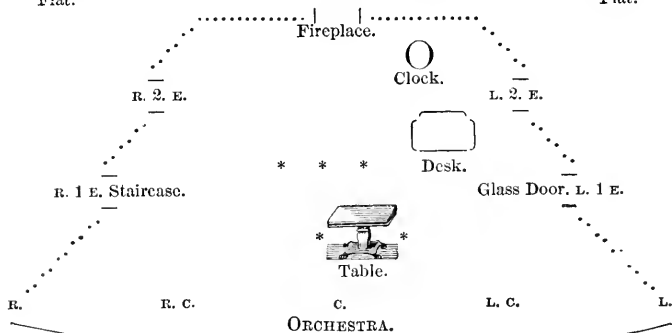 Flat. Flat.
Fireplace.
Clock.
R. 2. E. L. 2. E.
* * * Desk.
R. 1 E. Staircase. Glass Door. L. 1 E.
* *
Table.
R. R. C. C. L. C. L.
ORCHESTRA.